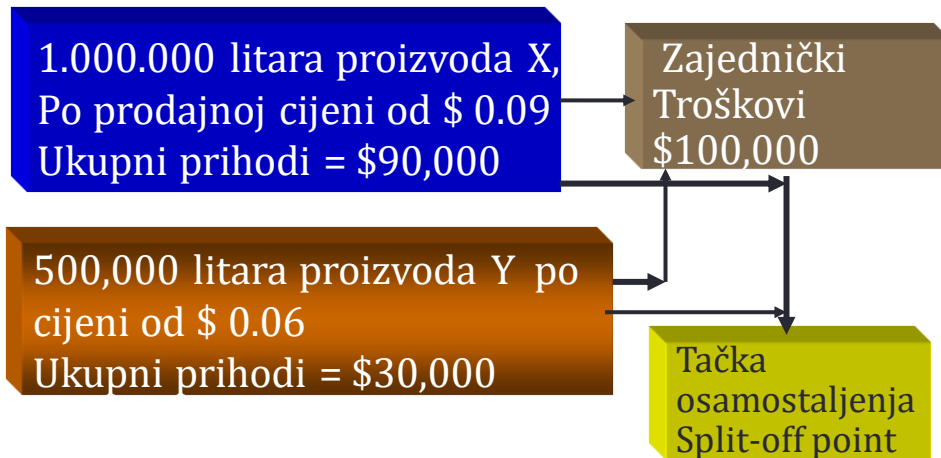 1.000.000 litara proizvoda X,
Po prodajnoj cijeni od $ 0.09
Ukupni prihodi = $90,000
Zajednički
Troškovi
$100,000
500,000 litara proizvoda Y po
cijeni od $ 0.06
Ukupni prihodi = $30,000
Tačka
osamostaljenja
Split-off point